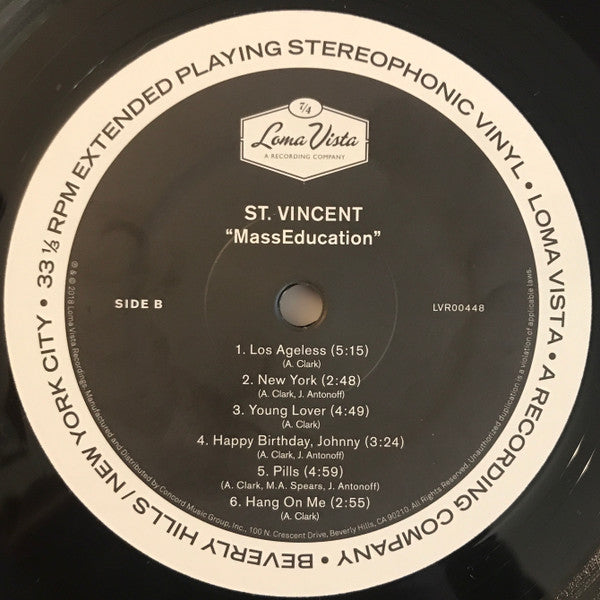 33 ⅓ RPM EXTENDED PLAYING STEREOPHONIC VINYL • LOMA VISTA • A RECORDING COMPANY • BEVERLY HILLS / NEW YORK CITY •
7/4
Loma Vista
A RECORDING COMPANY
ST. VINCENT
“MassEducation”
SIDE B
LVR00448
1. Los Ageless (5:15)
(A. Clark)
2. New York (2:48)
(A. Clark, J. Antonoff)
3. Young Lover (4:49)
(A. Clark)
4. Happy Birthday, Johnny (3:24)
(A. Clark, J. Antonoff)
5. Pills (4:59)
(A. Clark, M.A. Spears, J. Antonoff)
6. Hang On Me (2:55)
(A. Clark)
℗ & © 2018 Loma Vista Recordings. Manufactured and Distributed by Concord Music Group, Inc., 100 N. Crescent Drive, Beverly Hills, CA 90210. All Rights Reserved. Unauthorized duplication is a violation of applicable laws.